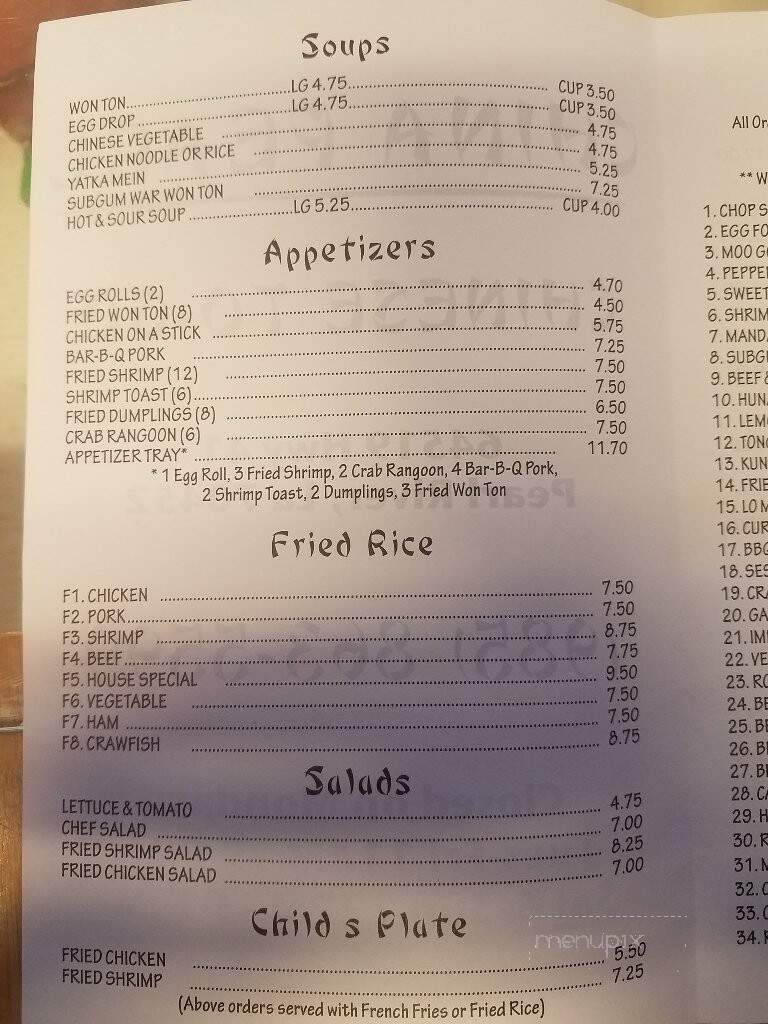 Soups
WON TON LG 4.75 CUP 3.50
EGG DROP LG 4.75 CUP 3.50
CHINESE VEGETABLE 4.75
CHICKEN NOODLE OR RICE 4.75
YATKA MEIN 5.25
SUBGUM WAR WON TON 7.25
HOT & SOUR SOUP LG 5.25 CUP 4.00
Appetizers
EGG ROLLS (2) 4.70
FRIED WON TON (8) 4.50
CHICKEN ON A STICK 5.75
BAR-B-Q PORK 7.25
FRIED SHRIMP (12) 7.50
SHRIMP TOAST (6) 7.50
FRIED DUMPLINGS (8) 6.50
CRAB RANGOON (6) 7.50
APPETIZER TRAY* 11.70
* 1 Egg Roll, 3 Fried Shrimp, 2 Crab Rangoon, 4 Bar-B-Q Pork,
2 Shrimp Toast, 2 Dumplings, 3 Fried Won Ton
Fried Rice
F1. CHICKEN 7.50
F2. PORK 7.50
F3. SHRIMP 8.75
F4. BEEF 7.75
F5. HOUSE SPECIAL 9.50
F6. VEGETABLE 7.50
F7. HAM 7.50
F8. CRAWFISH 8.75
Salads
LETTUCE & TOMATO 4.75
CHEF SALAD 7.00
FRIED SHRIMP SALAD 8.25
FRIED CHICKEN SALAD 7.00
Child s Plate
FRIED CHICKEN 5.50
FRIED SHRIMP 7.25
(Above orders served with French Fries or Fried Rice)
menupix
All Or
** W
1. CHOP S
2. EGG FO
3. MOO G
4. PEPPE
5. SWEET
6. SHRIM
7. MAND
8. SUBG
9. BEEF &
10. HUN
11. LEM
12. TON
13. KUN
14. FRIE
15. LO M
16. CUR
17. BBQ
18. SES
19. CRA
20. GA
21. IM
22. VE
23. RO
24. BE
25. BE
26. BE
27. BE
28. CA
29. H
30. R
31. M
32. C
33. C
34. F